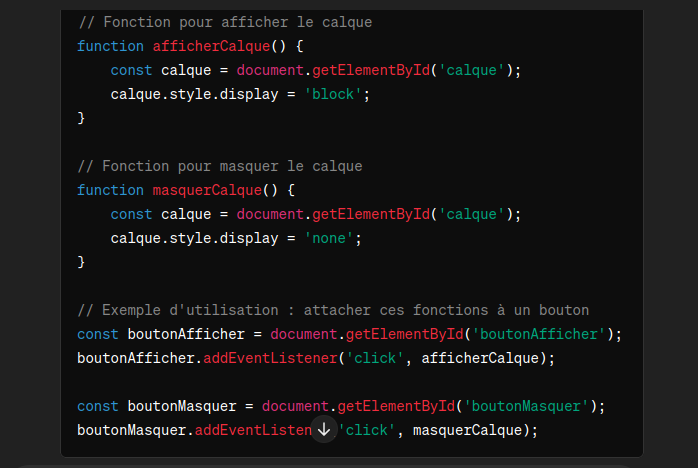 // Fonction pour afficher le calque
function afficherCalque() {
const calque = document.getElementById('calque');
calque.style.display = 'block';
}
// Fonction pour masquer le calque
function masquerCalque() {
const calque = document.getElementById('calque');
calque.style.display = 'none';
}
// Exemple d'utilisation : attacher ces fonctions à un bouton
const boutonAfficher = document.getElementById('boutonAfficher');
boutonAfficher.addEventListener('click', afficherCalque);
const boutonMasquer = document.getElementById('boutonMasquer');
boutonMasquer.addEventListen 'click', masquerCalque);